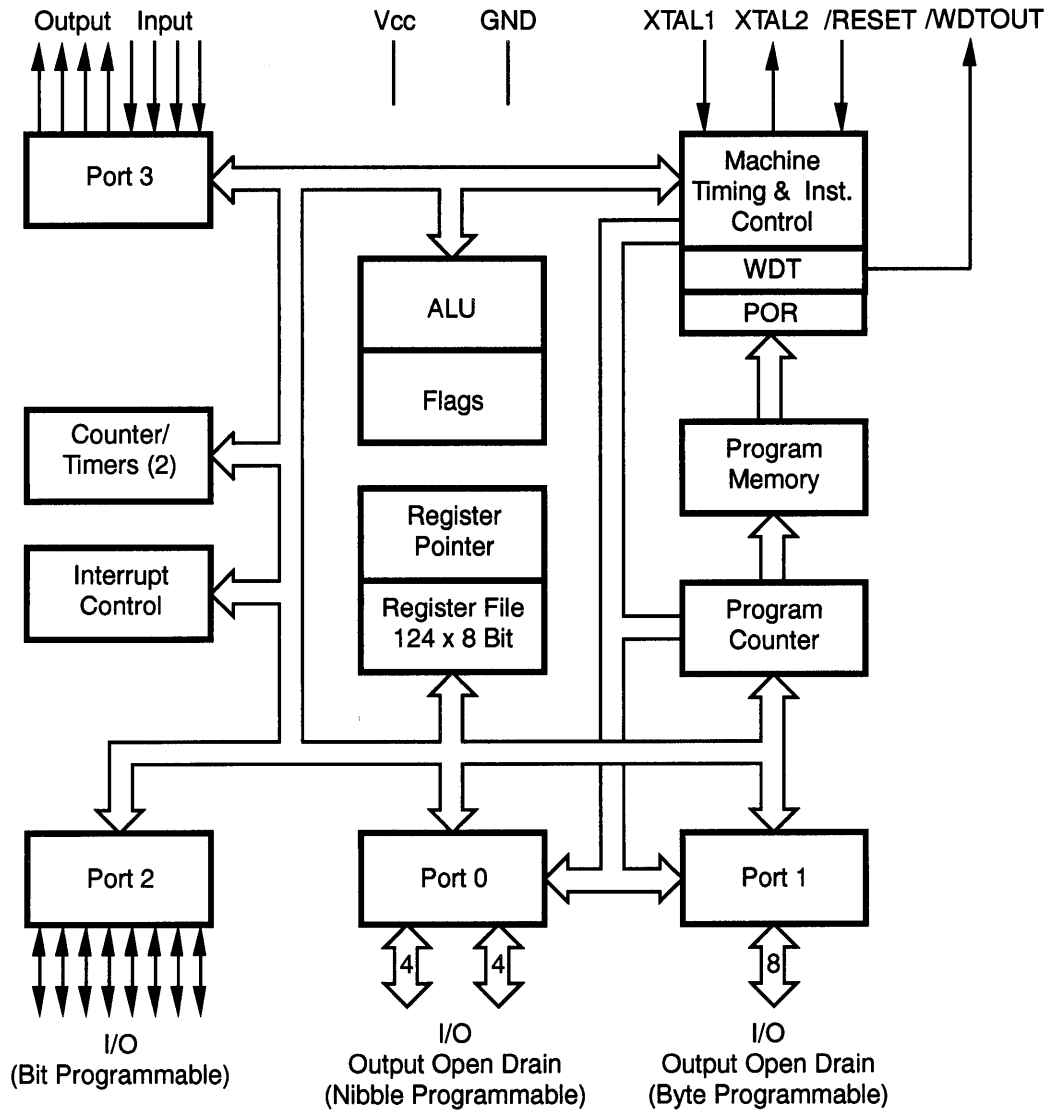 Output Input Vcc GND XTAL1 XTAL2 /RESET /WDTOUT
Port 3
Machine
Timing & Inst.
Control
WDT
POR
ALU
Flags
Counter/
Timers (2)
Program
Memory
Register
Pointer
Interrupt
Control
Register File
124 x 8 Bit
Program
Counter
Port 2
Port 0
Port 1
4
4
8
I/O
(Bit Programmable)
I/O
Output Open Drain
(Nibble Programmable)
I/O
Output Open Drain
(Byte Programmable)